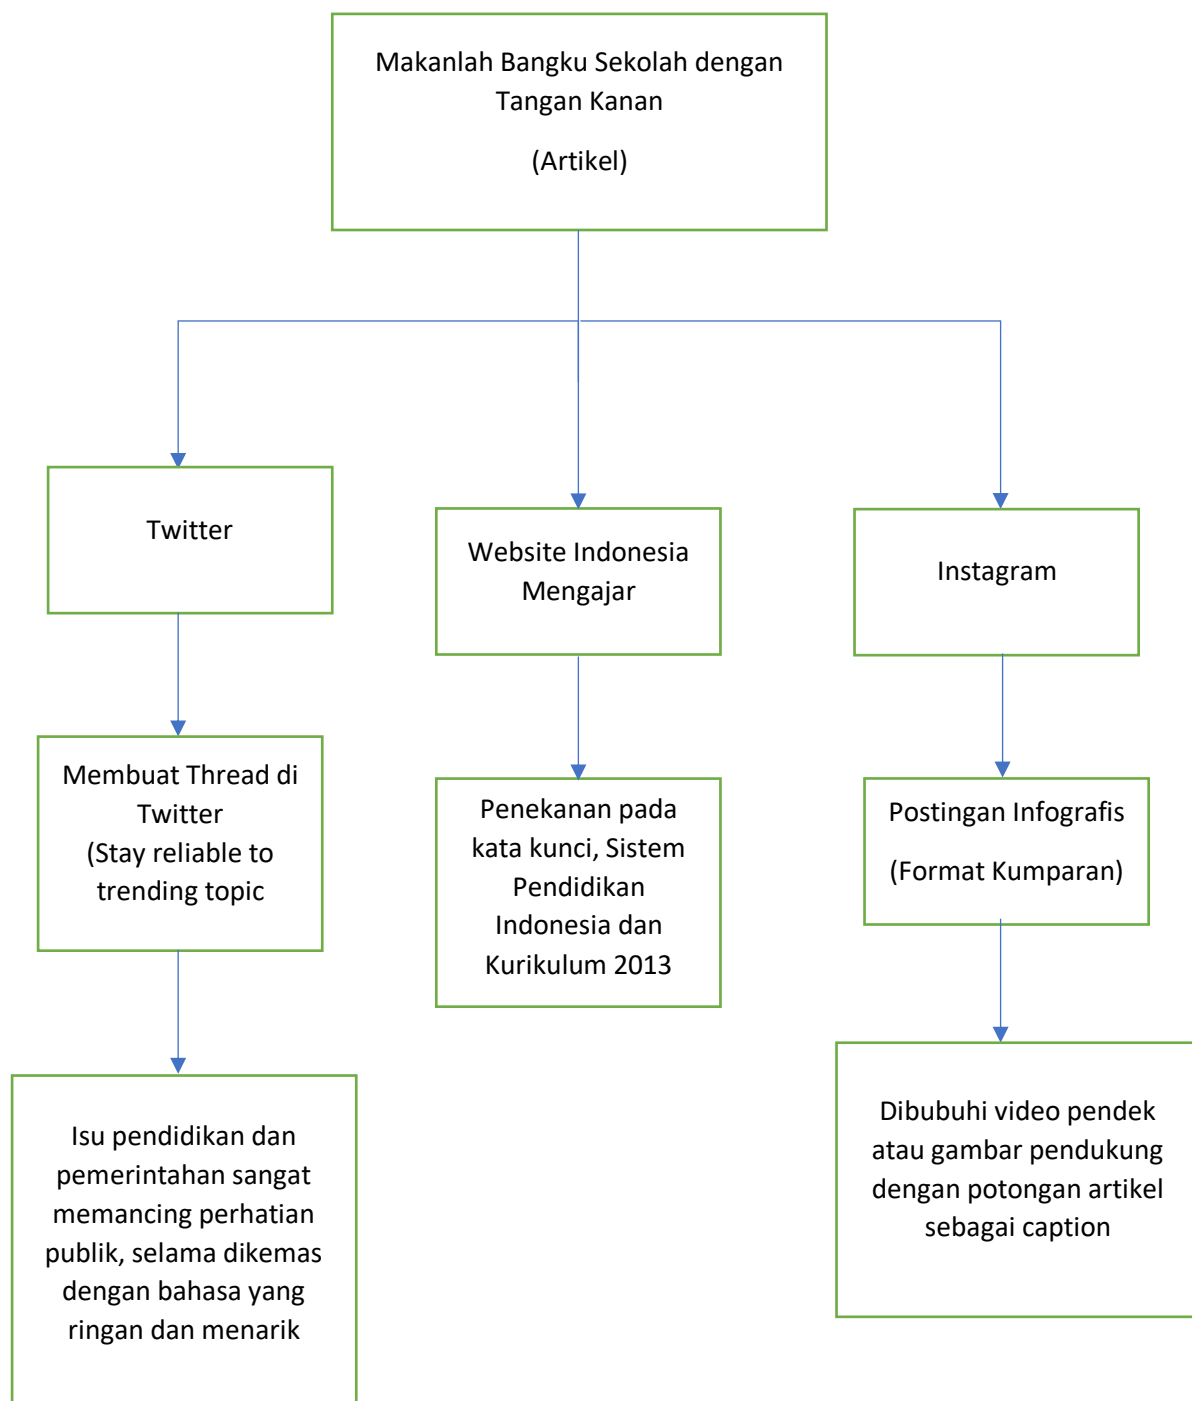 Makanlah Bangku Sekolah dengan
Tangan Kanan
(Artikel)
Twitter
Website Indonesia
Mengajar
Instagram
Membuat Thread di
Twitter
(Stay reliable to
trending topic
Penekanan pada
kata kunci, Sistem
Pendidikan
Indonesia dan
Kurikulum 2013
Postingan Infografis
(Format Kumparan)
Isu pendidikan dan
pemerintahan sangat
memancing perhatian
publik, selama dikemas
dengan bahasa yang
ringan dan menarik
Dibubuhi video pendek
atau gambar pendukung
dengan potongan artikel
sebagai caption